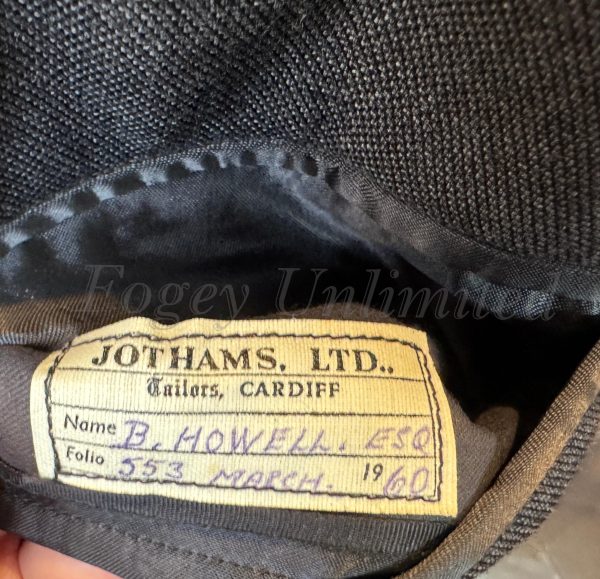 Fogey Unlimited
JOTHAMS, LTD.,
Tailors, CARDIFF
Name B. HOWELL. ESQ
Folio 553 MARCH. 1960